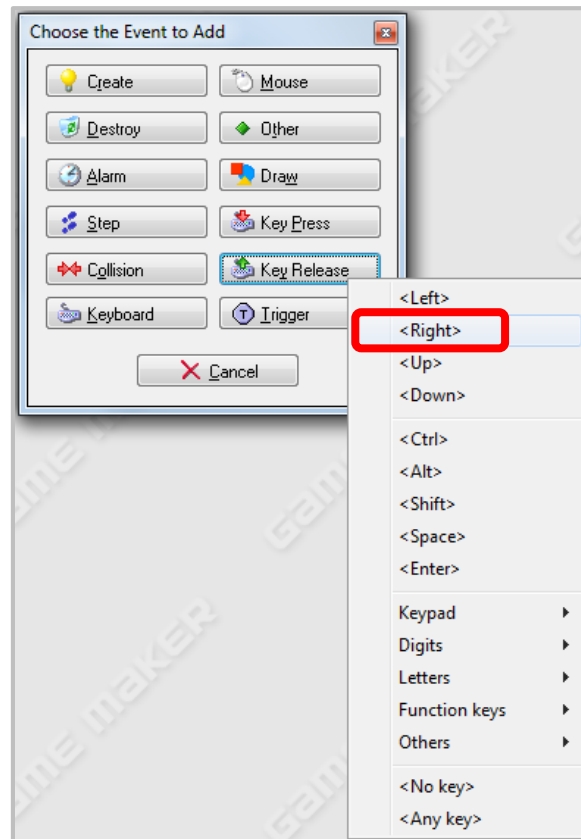 Choose the Event to Add
Create
Mouse
Destroy
Other
Alarm
Draw
Step
Key Press
Collision
Key Release
Keyboard
T Trigger
Cancel
<Left>
<Right>
<Up>
<Down>
<Ctrl>
<Alt>
<Shift>
<Space>
<Enter>
Keypad
Digits
Letters
Function keys
Others
<No key>
<Any key>
GAME MAKER